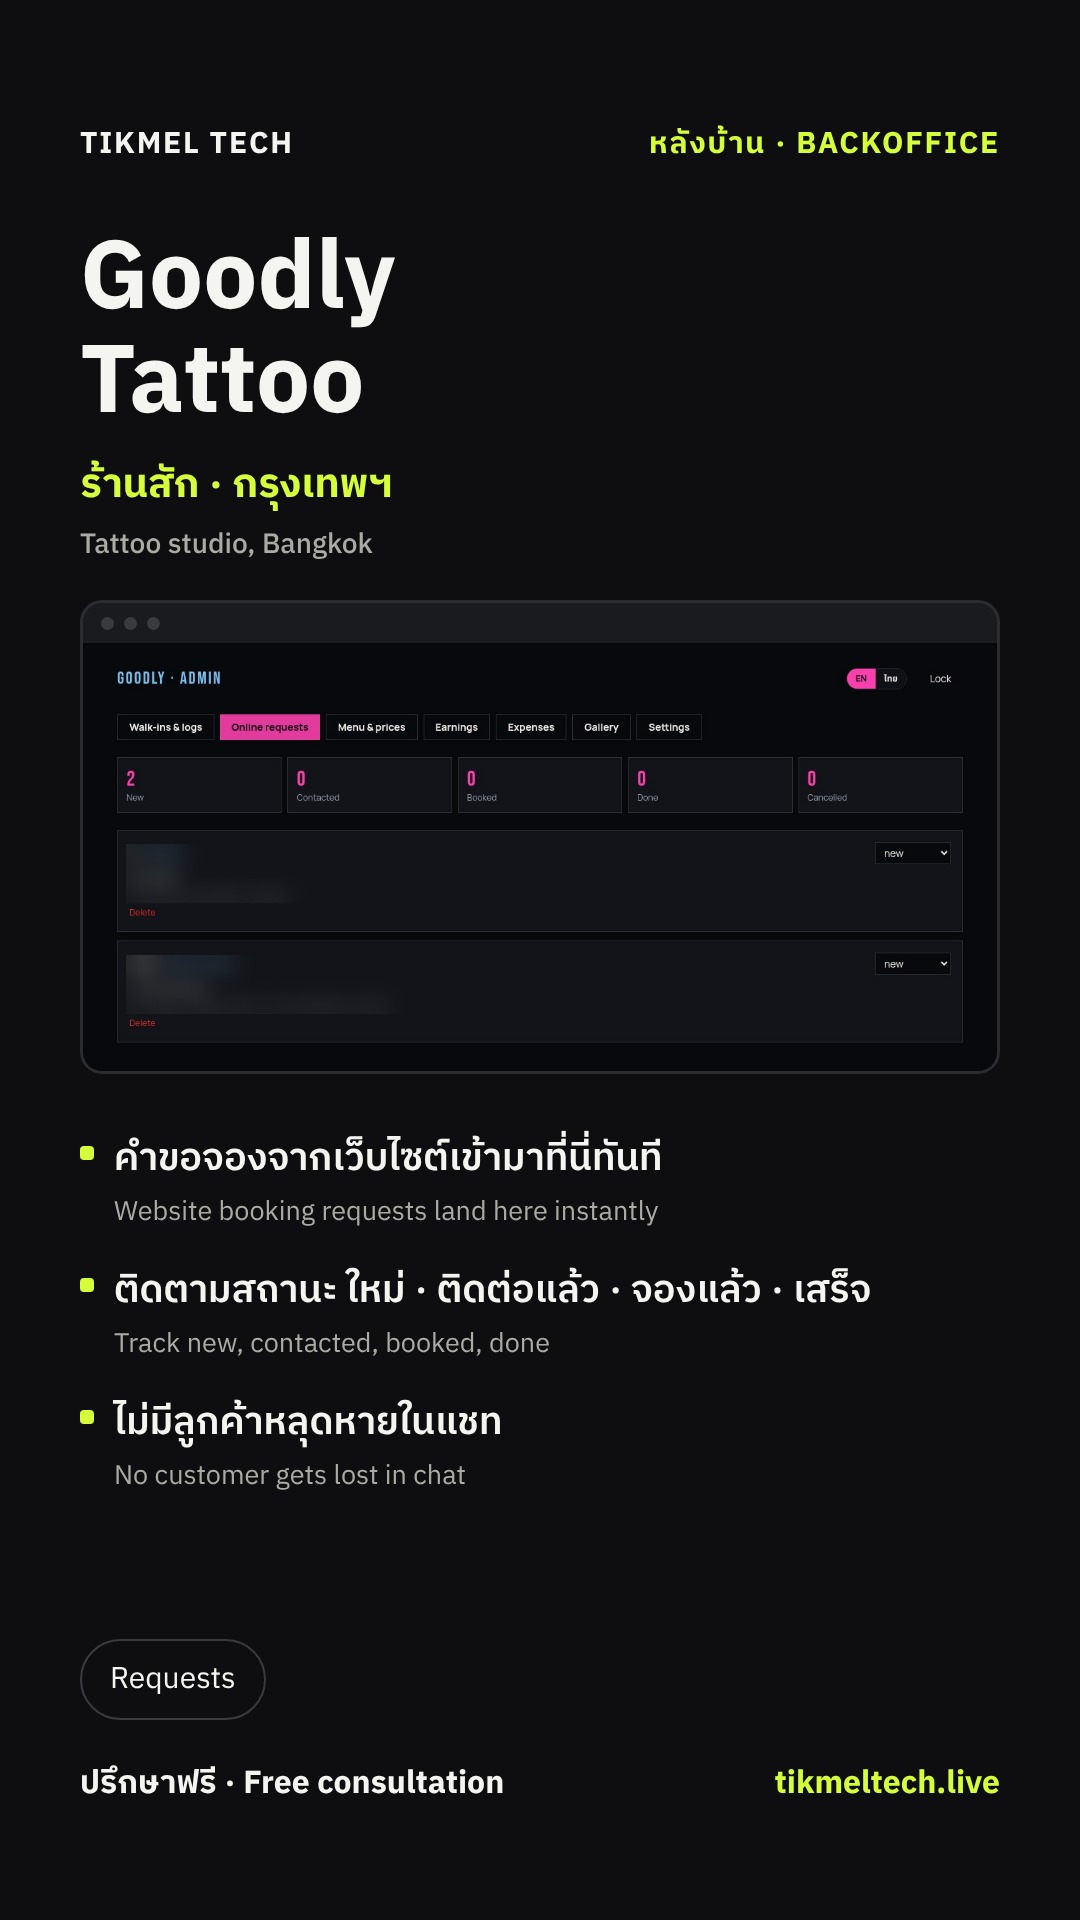 TIKMEL TECH
หลังบ้าน · BACKOFFICE
Goodly
Tattoo
ร้านสัก · กรุงเทพฯ
Tattoo studio, Bangkok
GOODLY · ADMIN
EN ไทย Lock
Walk-ins & logs Online requests Menu & prices Earnings Expenses Gallery Settings
2 0 0 0 0
New Contacted Booked Done Cancelled
new
Delete
new
Delete
คำขอจองจากเว็บไซต์เข้ามาที่นี่ทันที
Website booking requests land here instantly
ติดตามสถานะ ใหม่ · ติดต่อแล้ว · จองแล้ว · เสร็จ
Track new, contacted, booked, done
ไม่มีลูกค้าหลุดหายในแชท
No customer gets lost in chat
Requests
ปรึกษาฟรี · Free consultation
tikmeltech.live